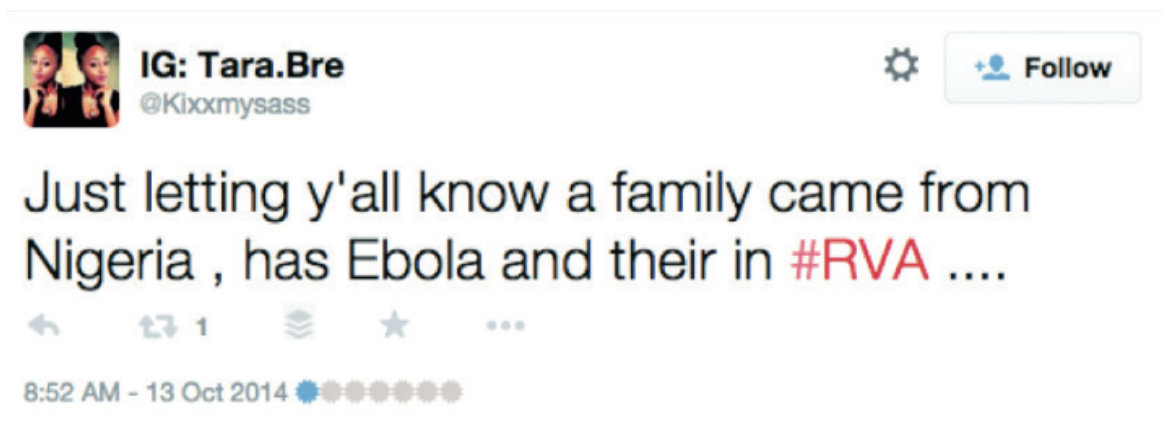 IG: Tara.Bre
Follow
@Kixxmysass
Just letting y'all know a family came from
Nigeria , has Ebola and their in #RVA ....
1
8:52 AM - 13 Oct 2014